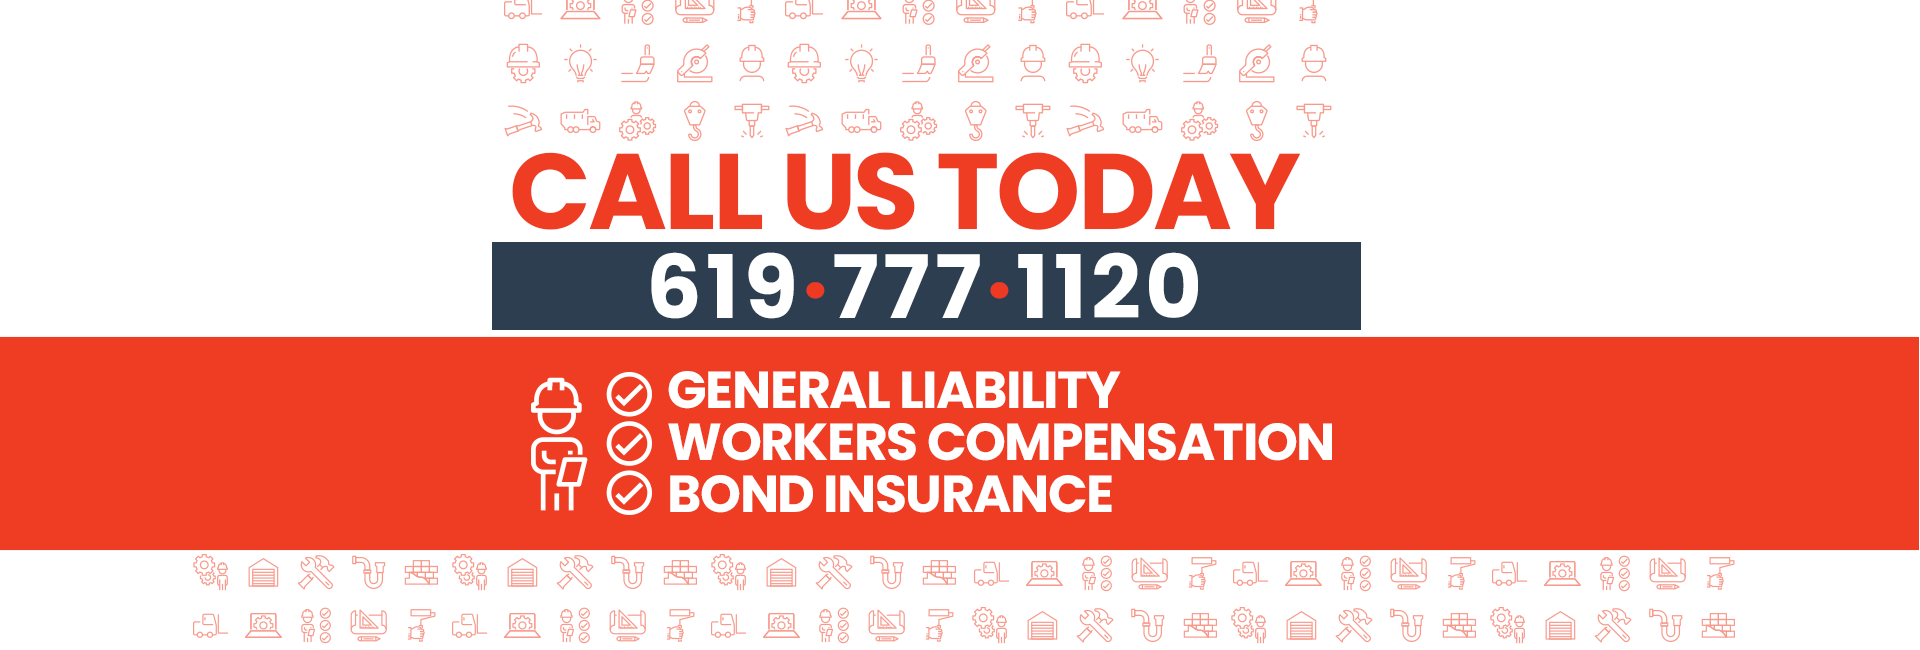 CALL US TODAY
619•777•1120
GENERAL LIABILITY
WORKERS COMPENSATION
BOND INSURANCE